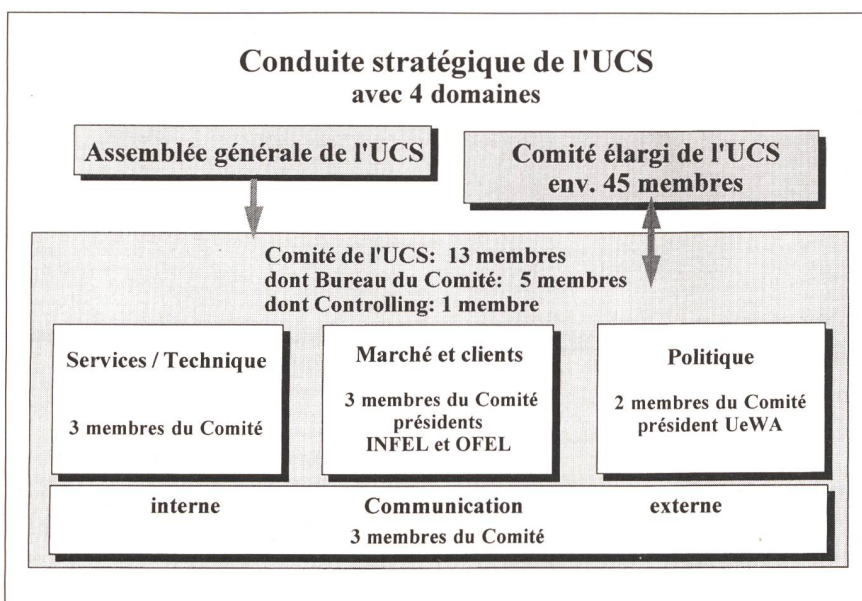 Conduite stratégique de l'UCS
avec 4 domaines
Assemblée générale de l'UCS
Comité élargi de l'UCS
env. 45 membres
Comité de l'UCS: 13 membres
dont Bureau du Comité: 5 membres
dont Controlling: 1 membre
Services / Technique
3 membres du Comité
Marché et clients
3 membres du Comité
présidents
INFEL et OFEL
Politique
2 membres du Comité
président UeWA
interne Communication externe
3 membres du Comité